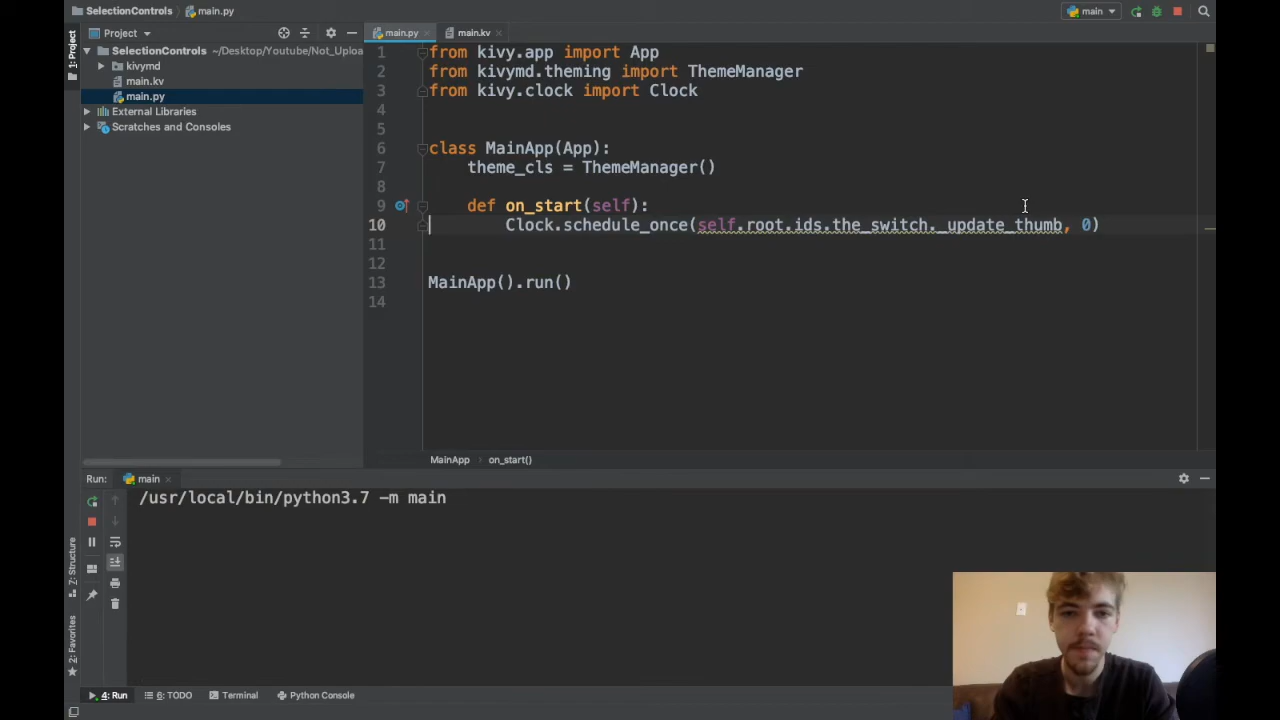 SelectionControls
main.py
main
1: Project
Project
SelectionControls ~/Desktop/Youtube/Not_Uploa
kivymd
main.kv
main.py
External Libraries
Scratches and Consoles
main.py
main.kv
1 from kivy.app import App
2 from kivymd.theming import ThemeManager
3 from kivy.clock import Clock
4
5
6 class MainApp(App):
7 theme_cls = ThemeManager()
8
9 def on_start(self):
10 Clock.schedule_once(self.root.ids.the_switch._update_thumb, 0)
11
12
13 MainApp().run()
14
MainApp
on_start()
Run:
main
/usr/local/bin/python3.7 -m main
7: Structure
2: Favorites
4: Run
6: TODO
Terminal
Python Console